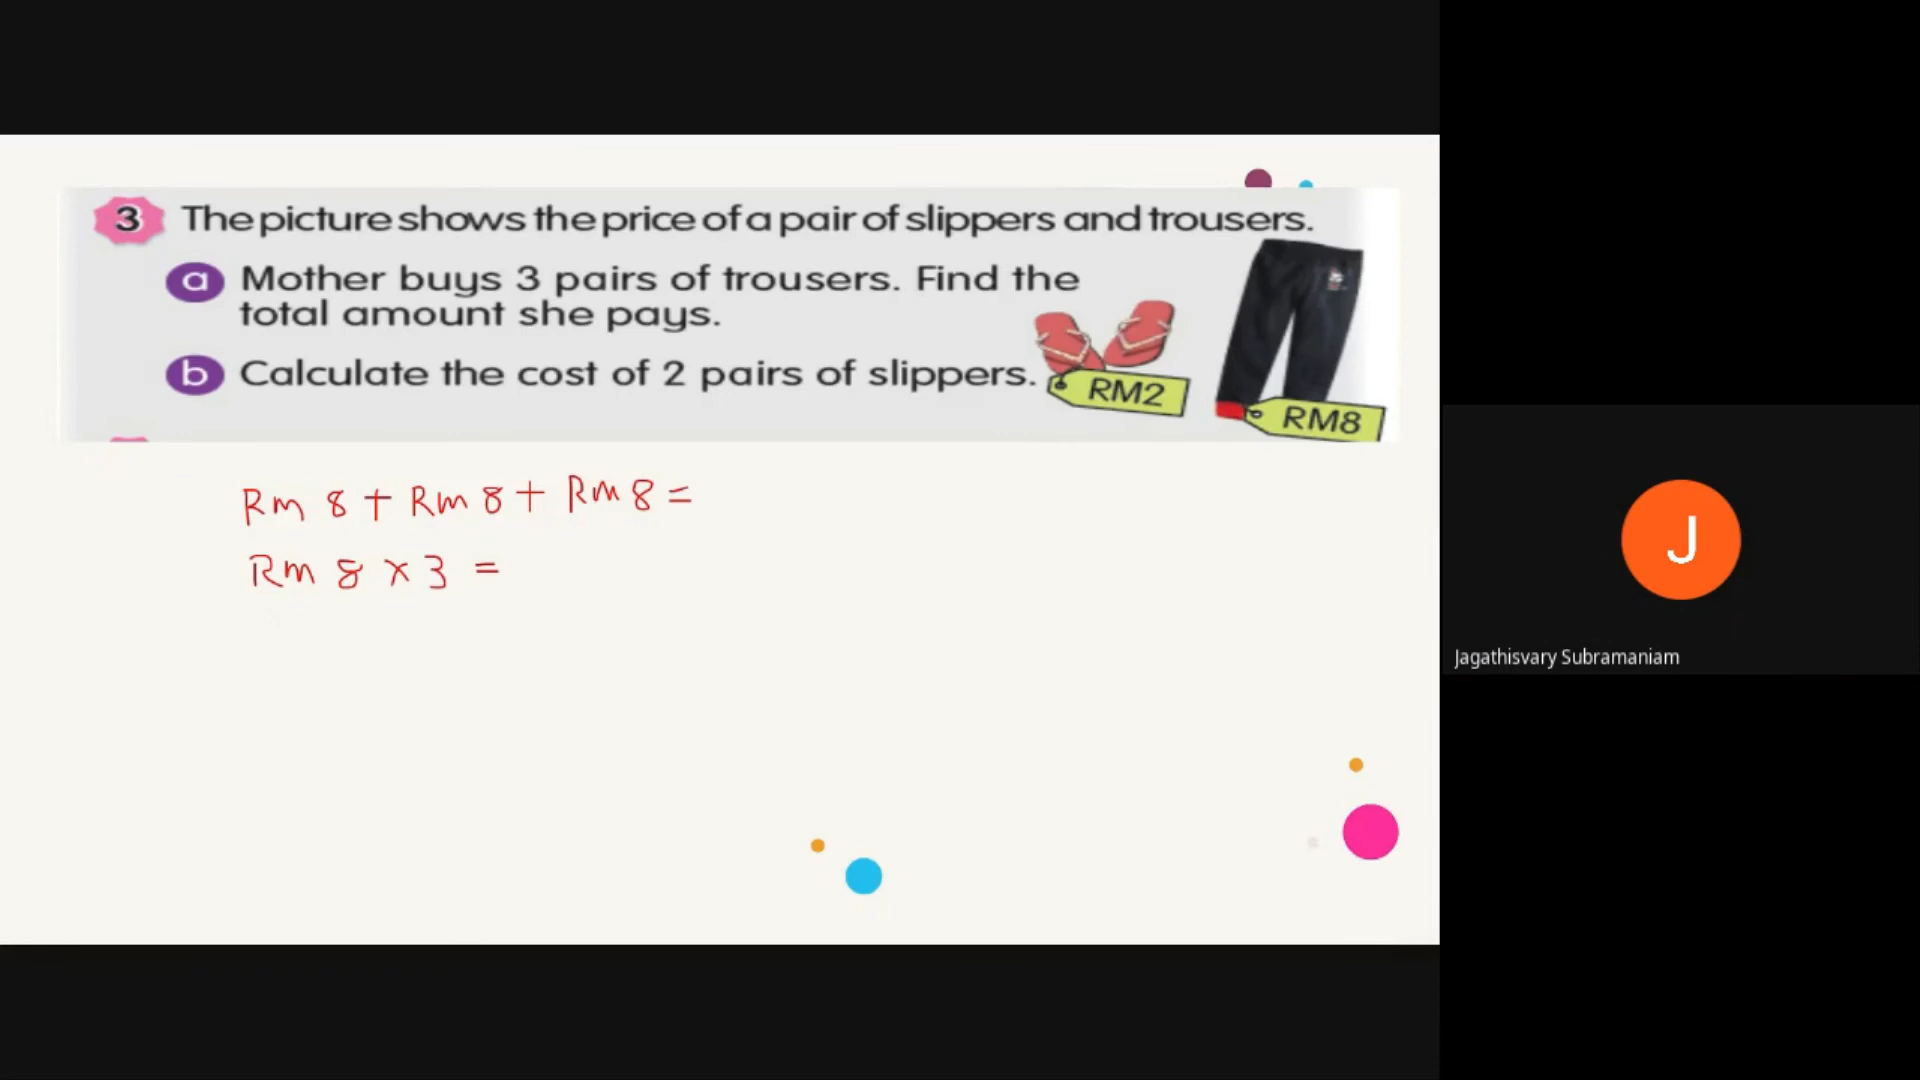 3 The picture shows the price of a pair of slippers and trousers.
a Mother buys 3 pairs of trousers. Find the
total amount she pays.
b Calculate the cost of 2 pairs of slippers.
RM2
RM8
Rm 8 + Rm 8 + Rm 8 =
Rm 8 x 3 =
J
Jagathisvary Subramaniam